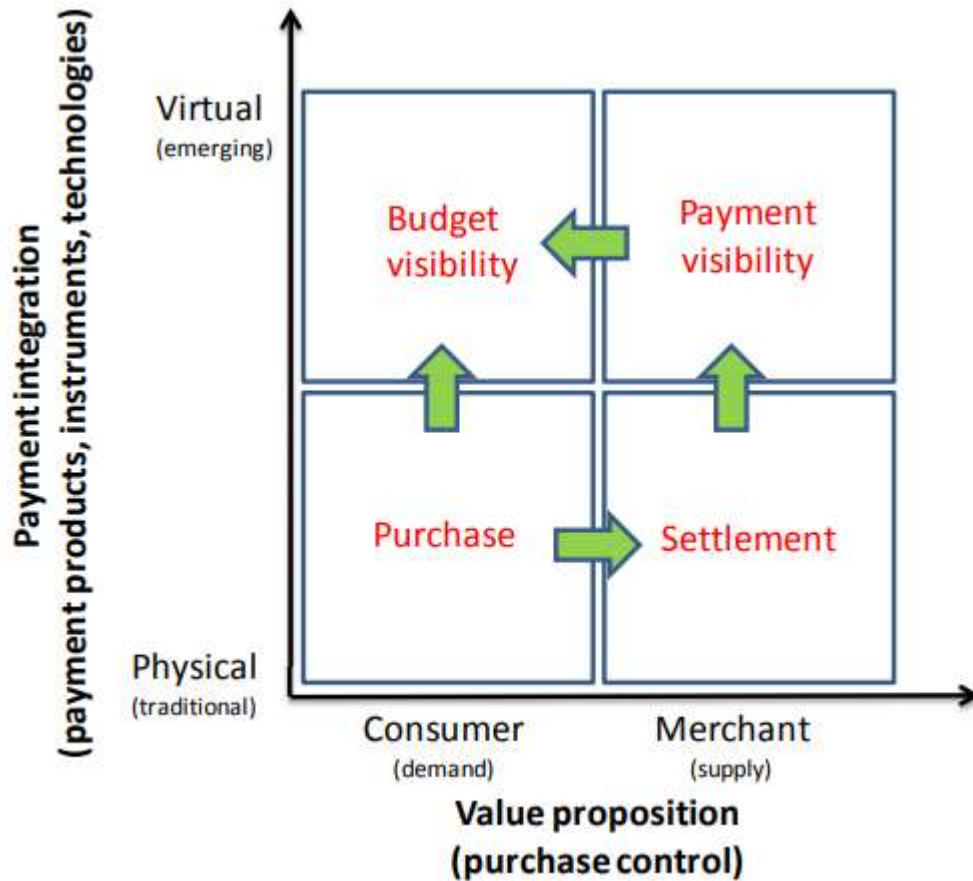 Payment integration
(payment products, instruments, technologies)
Virtual
(emerging)
Budget
visibility
Payment
visibility
Purchase
Settlement
Physical
(traditional)
Consumer
(demand)
Merchant
(supply)
Value proposition
(purchase control)